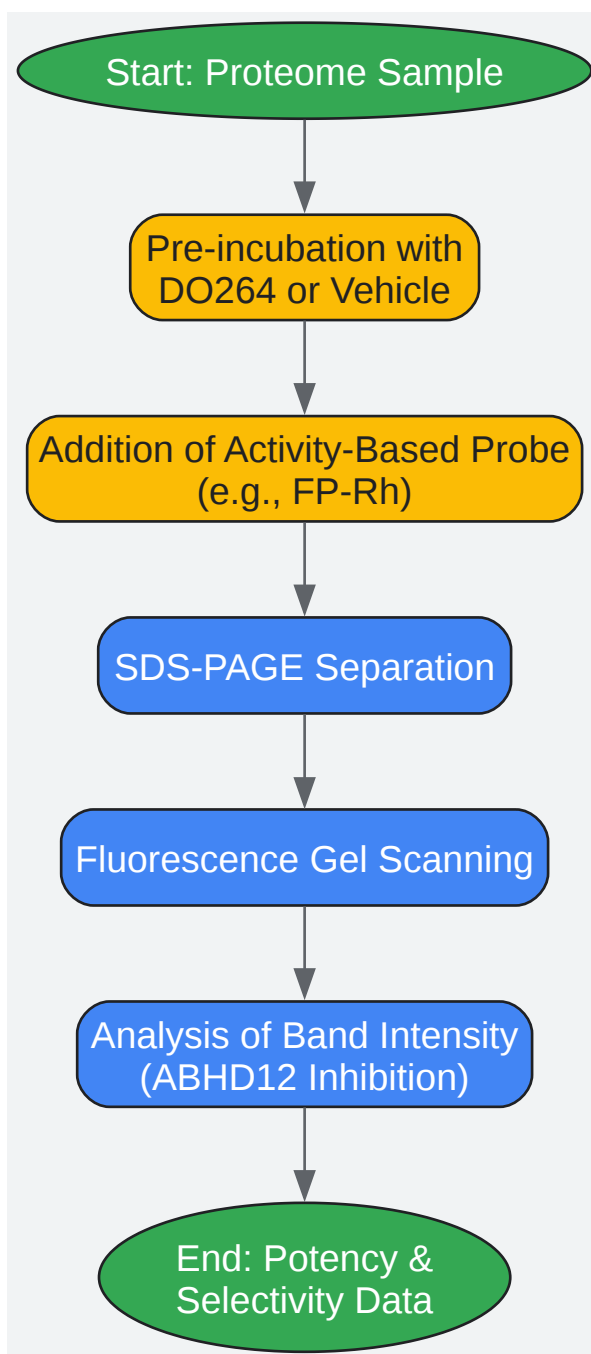 Start: Proteome Sample
Pre-incubation with
DO264 or Vehicle
Addition of Activity-Based Probe
(e.g., FP-Rh)
SDS-PAGE Separation
Fluorescence Gel Scanning
Analysis of Band Intensity
(ABHD12 Inhibition)
End: Potency &
Selectivity Data